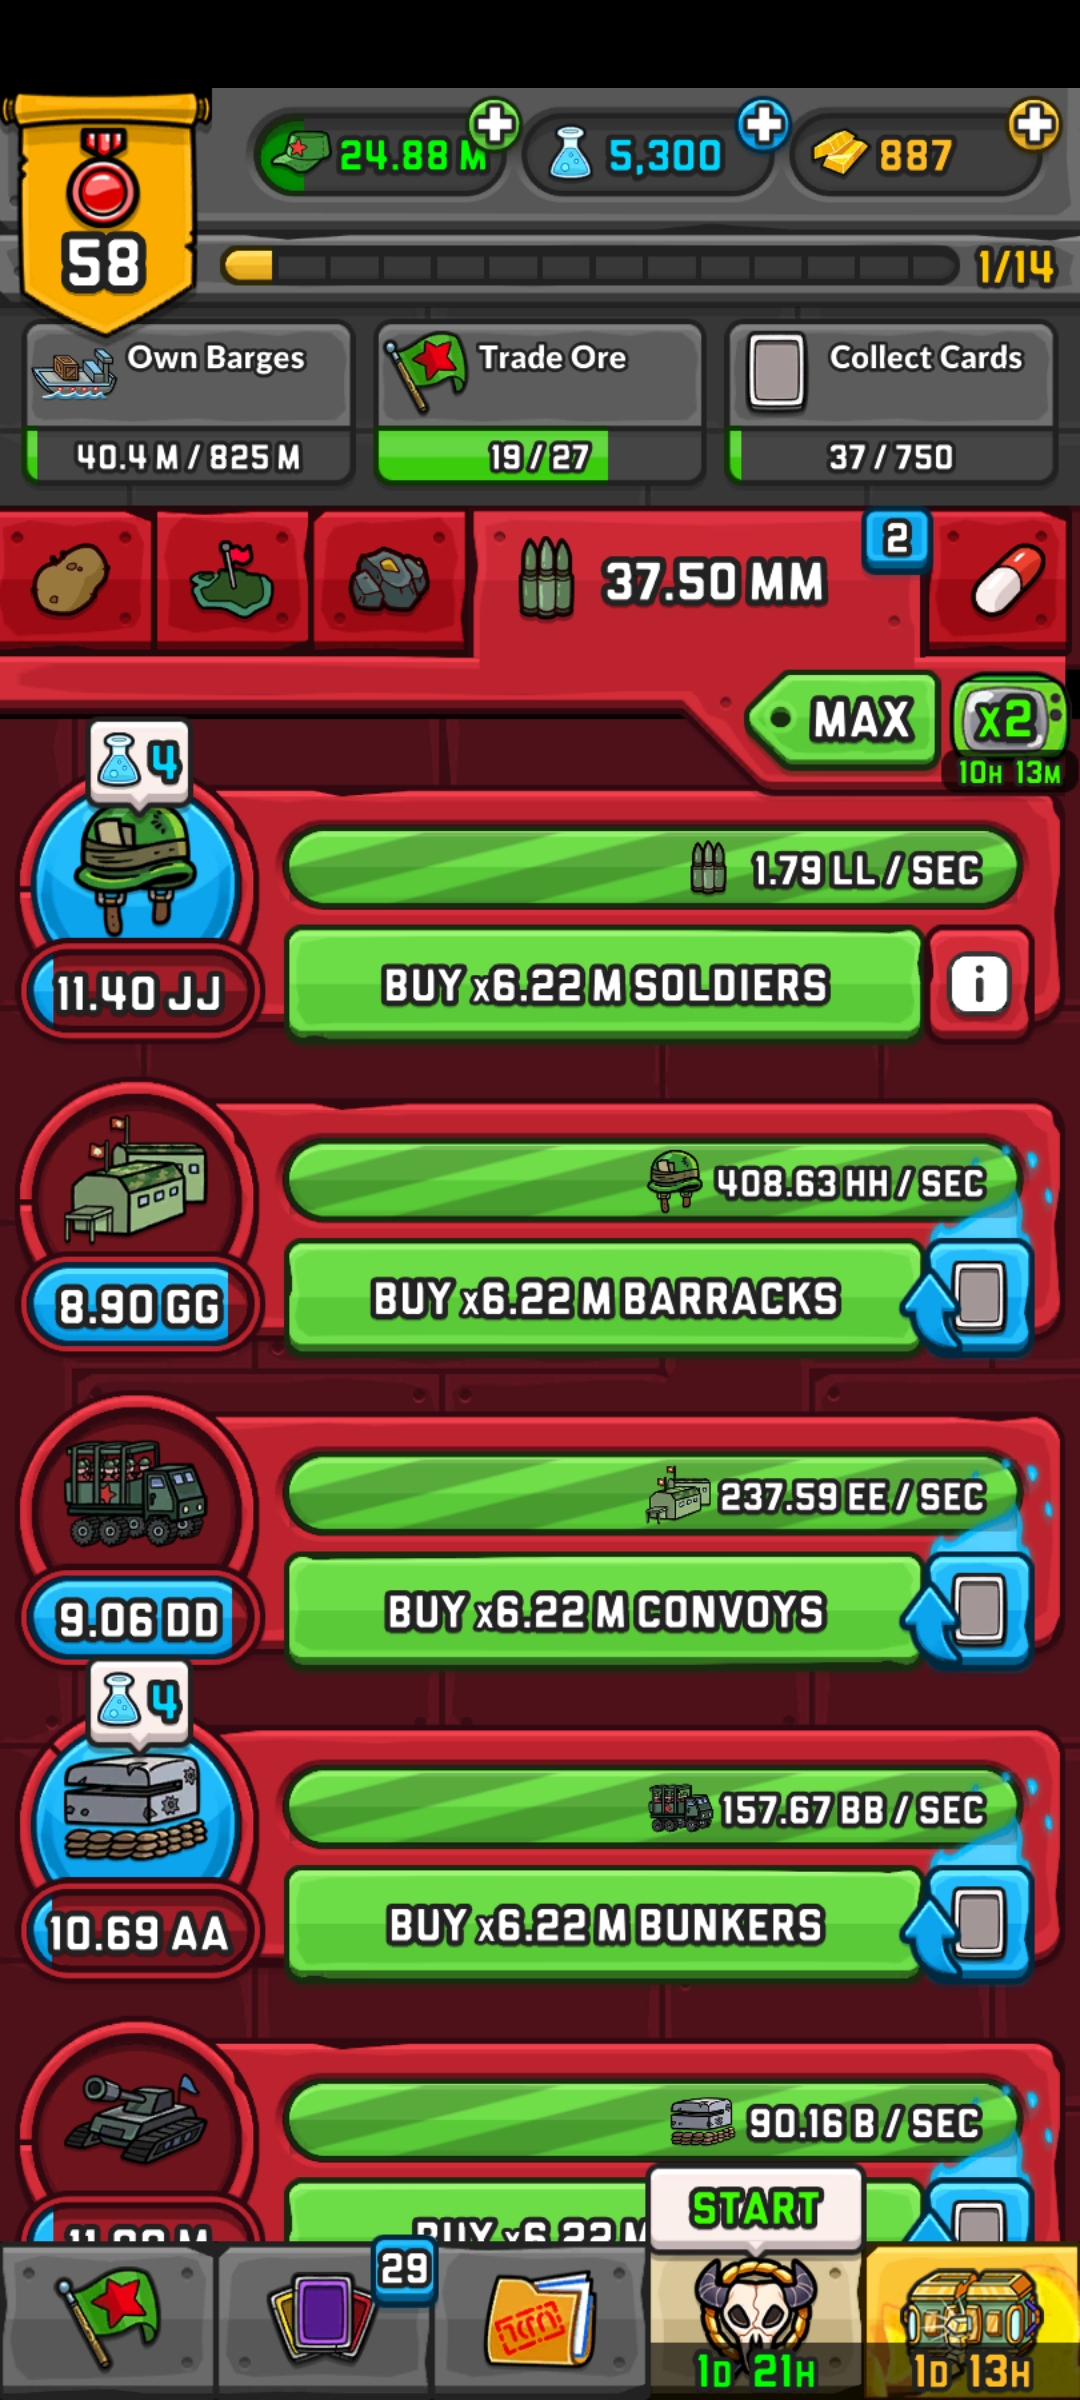 24.88 M
5,300
887
58
1/14
Own Barges
Trade Ore
Collect Cards
40.4 M / 825 M
19 / 27
37 / 750
37.50 MM
2
MAX
x2
10H 13M
4
1.79 LL / SEC
11.40 JJ
BUY x6.22 M SOLDIERS
i
408.63 HH / SEC
8.90 GG
BUY x6.22 M BARRACKS
237.59 EE / SEC
9.06 DD
BUY x6.22 M CONVOYS
4
157.67 BB / SEC
10.69 AA
BUY x6.22 M BUNKERS
90.16 B / SEC
BUY x6.22 M
START
29
1D 21H
1D 13H